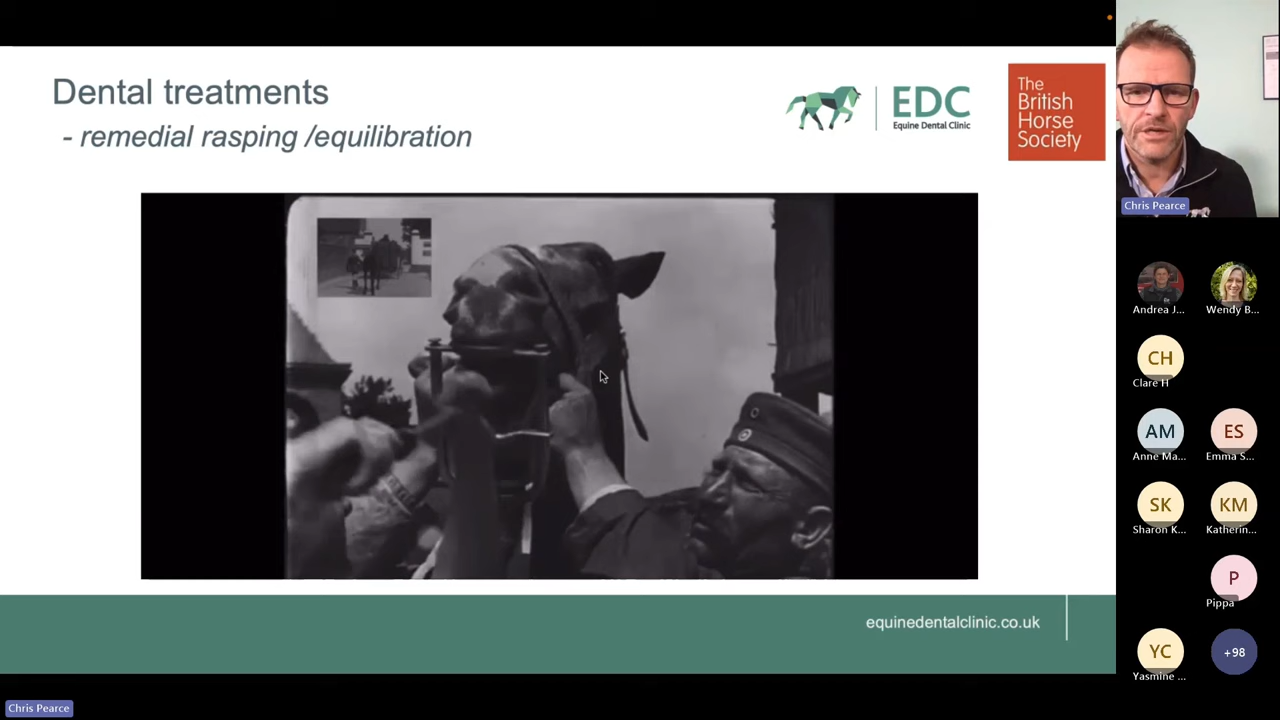 Dental treatments
- remedial rasping /equilibration
EDC
Equine Dental Clinic
The
British
Horse
Society
Chris Pearce
Andrea J...
Wendy B...
CH
Clare H
AM
Anne Ma...
ES
Emma S...
SK
Sharon K...
KM
Katherin...
P
Pippa
YC
Yasmine ...
+98
equinedentalclinic.co.uk
Chris Pearce